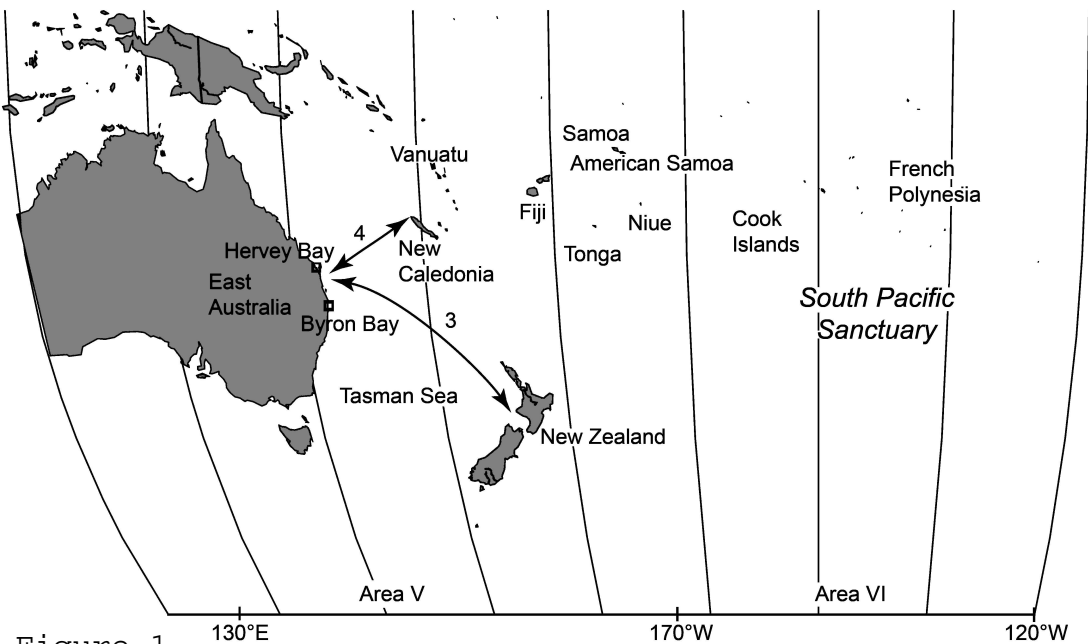 Samoa
Vanuatu
American Samoa
French
Polynesia
Fiji
Niue
Cook
Islands
4
Hervey Bay
New
Caledonia
Tonga
East
Australia
South Pacific
Sanctuary
Byron Bay
3
Tasman Sea
New Zealand
Area V
Area VI
130°E
170°W
120°W
Figure 1